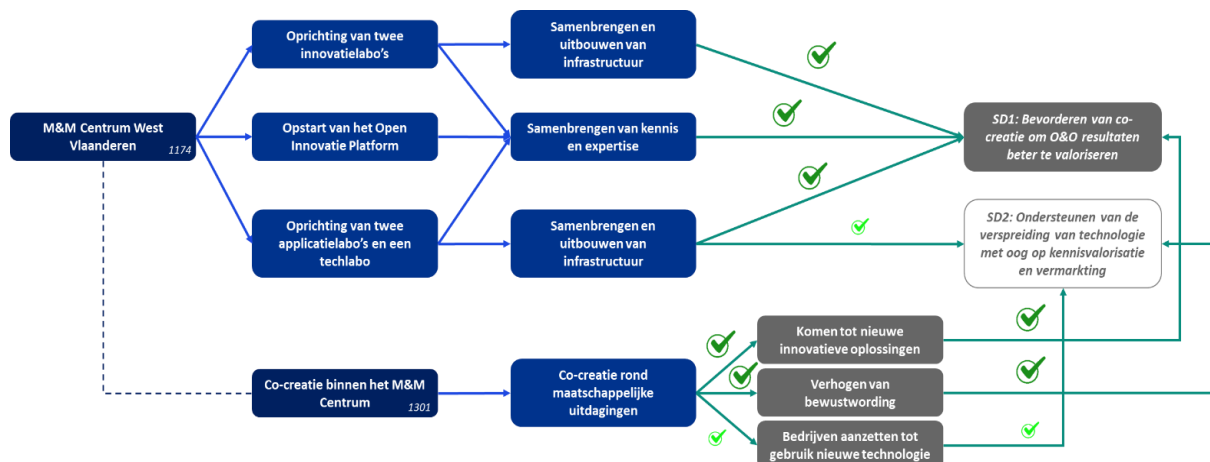 Oprichting van twee
innovatielabo's
Samenbrengen en
uitbouwen van
infrastructuur
M&M Centrum West
Vlaanderen
1174
Opstart van het Open
Innovatie Platform
Samenbrengen van kennis
en expertise
SD1: Bevorderen van co-
creatie om O&O resultaten
beter te valoriseren
Oprichting van twee
applicatielabo's en een
techlabo
Samenbrengen en
uitbouwen van
infrastructuur
SD2: Ondersteunen van de
verspreiding van technologie
met oog op kennisvalorisatie
en vermarkting
Komen tot nieuwe
innovatieve oplossingen
Co-creatie binnen het M&M
Centrum
1301
Co-creatie rond
maatschappelijke
uitdagingen
Verhogen van
bewustwording
Bedrijven aanzetten tot
gebruik nieuwe technologie